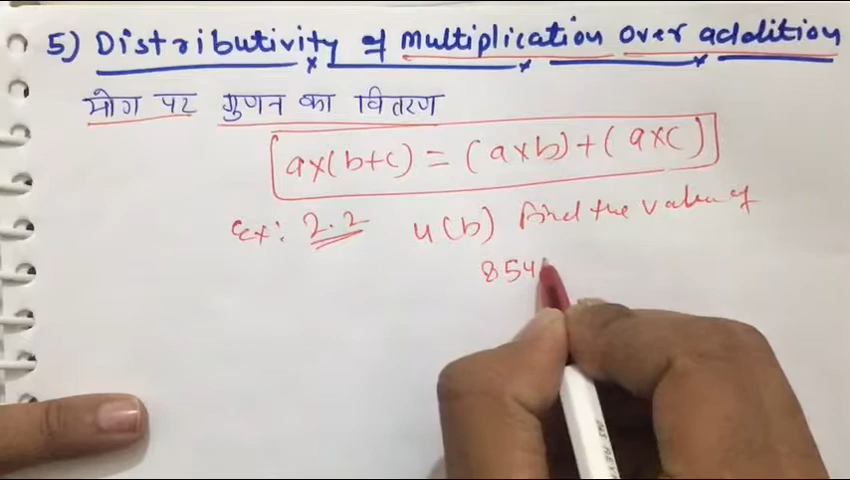 5) Distributivity of multiplication over addition
योग पर गुणन का वितरण
a×(b+c) = (a×b)+(a×c)
Ex: 2.2 4(b) find the value of
854